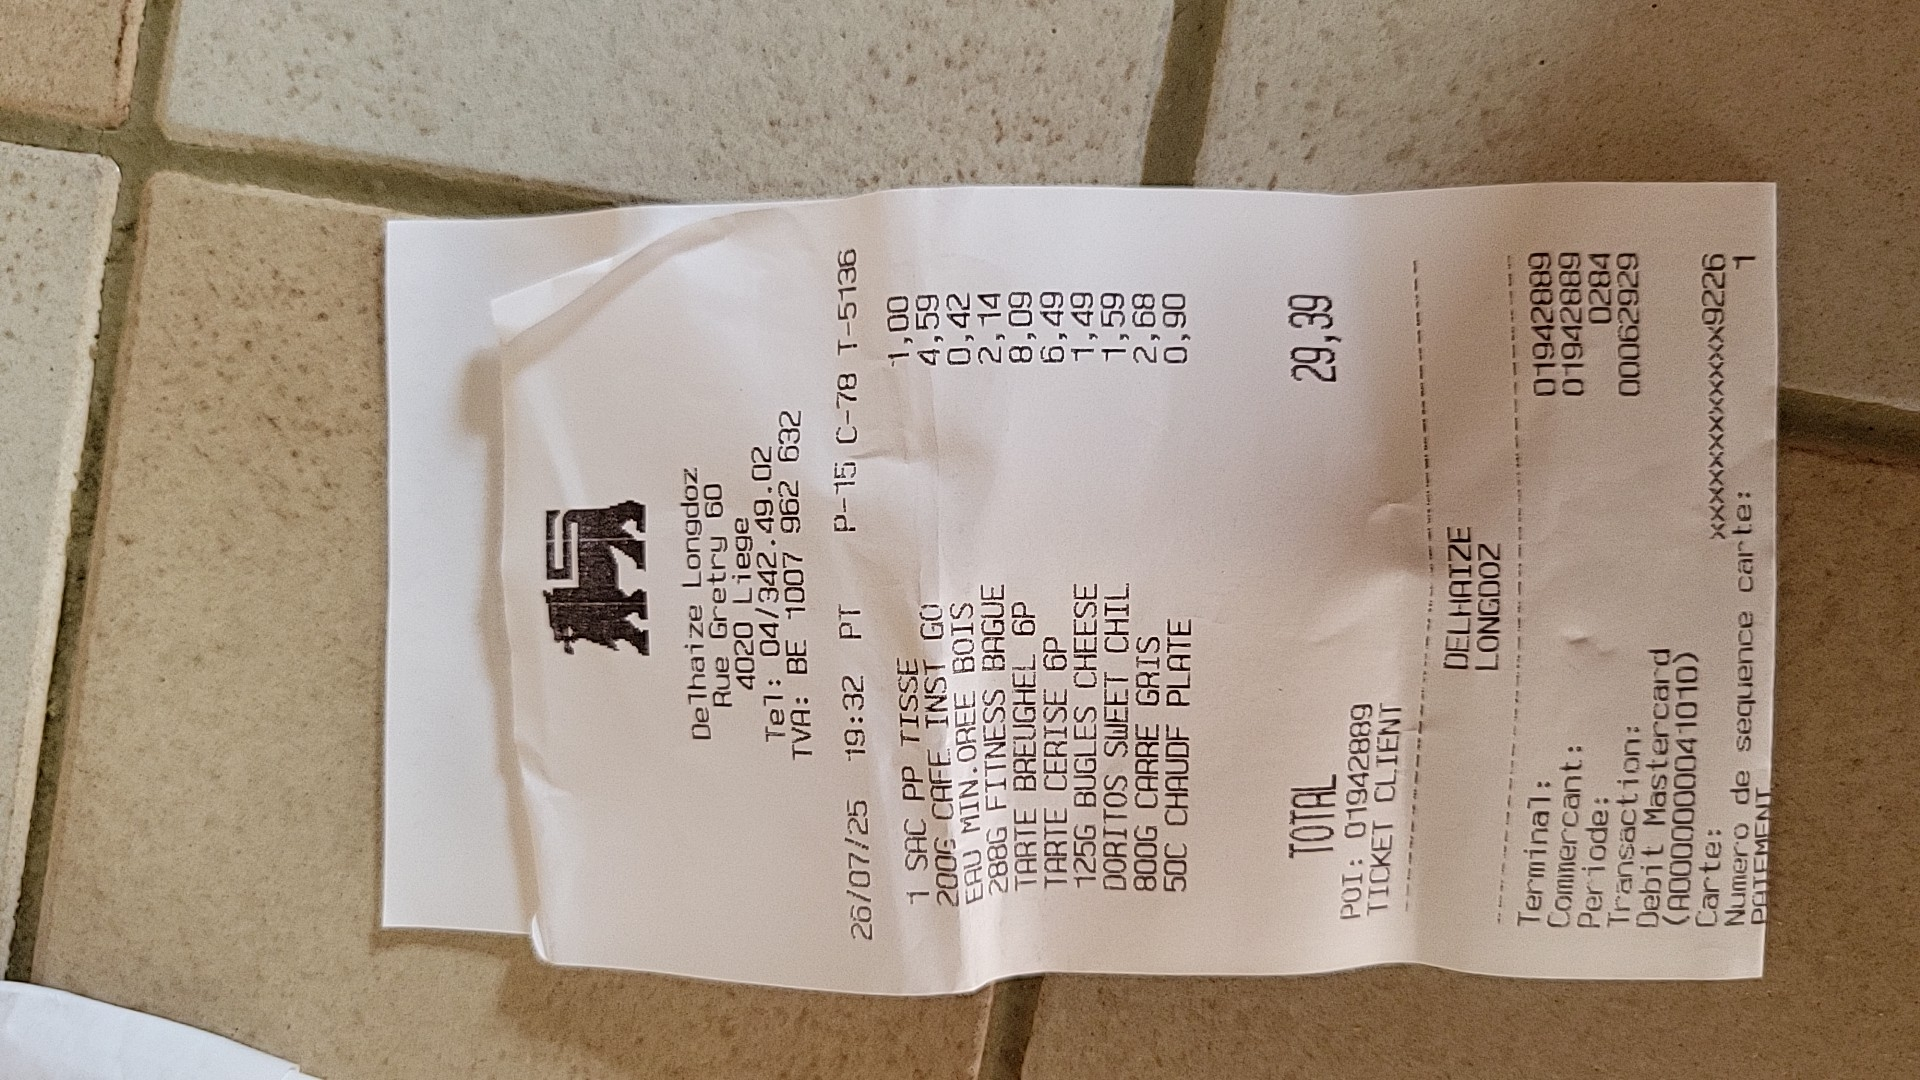 Delhaize Longdoz
Rue Gretry 60
4020 Liege
Tel: 04/342.49.02
TVA: BE 1007 962 632
26/07/25 19:32 PT P-15 C-78 T-5136
1 SAC PP TISSE 1,00
200G CAFE INST GO 4,59
EAU MIN.OREE BOIS 0,42
288G FITNESS BAGUE 2,14
TARTE BREUGHEL 6P 8,09
TARTE CERISE 6P 6,49
125G BUGLES CHEESE 1,49
DORITOS SWEET CHIL 1,59
800G CARRE GRIS 2,68
50C CHAUDF PLATE 0,90
TOTAL 29,39
POI: 01942889
TICKET CLIENT
DELHAIZE
LONGDOZ
Terminal: 01942889
Commercant: 01942889
Periode: 0284
Transaction: 00062929
Debit Mastercard
(A0000000041010)
Carte: xxxxxxxxxxxxx9226
Numero de sequence carte: 1
PAIEMENT